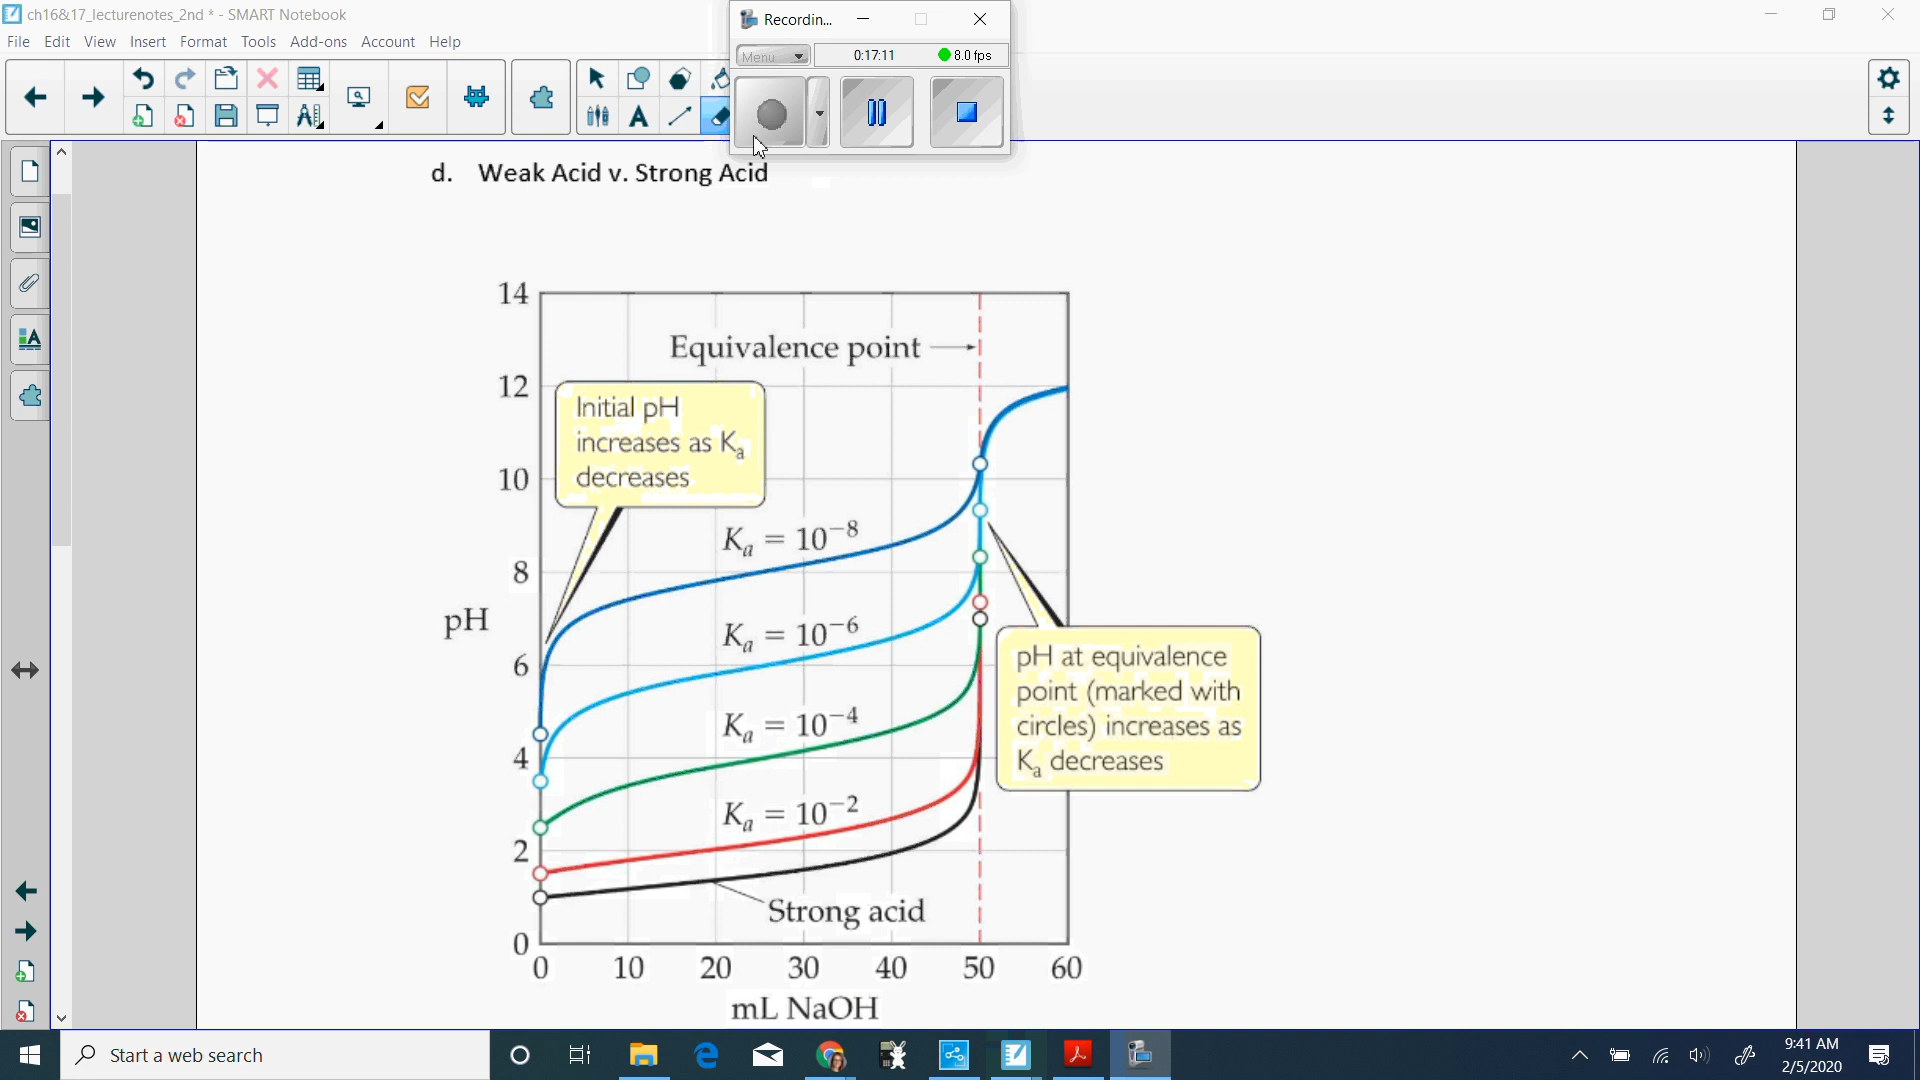 ch16&17_lecturenotes_2nd * - SMART Notebook
File Edit View Insert Format Tools Add-ons Account Help
Recordin...
Menu 0:17:11 8.0 fps
d. Weak Acid v. Strong Acid
14
Equivalence point
12
Initial pH
increases as Ka
decreases
10
Ka = 10−8
8
pH
Ka = 10−6
6
pH at equivalence
point (marked with
circles) increases as
Ka decreases
Ka = 10−4
4
Ka = 10−2
2
Strong acid
0
0 10 20 30 40 50 60
mL NaOH
Start a web search
9:41 AM
2/5/2020